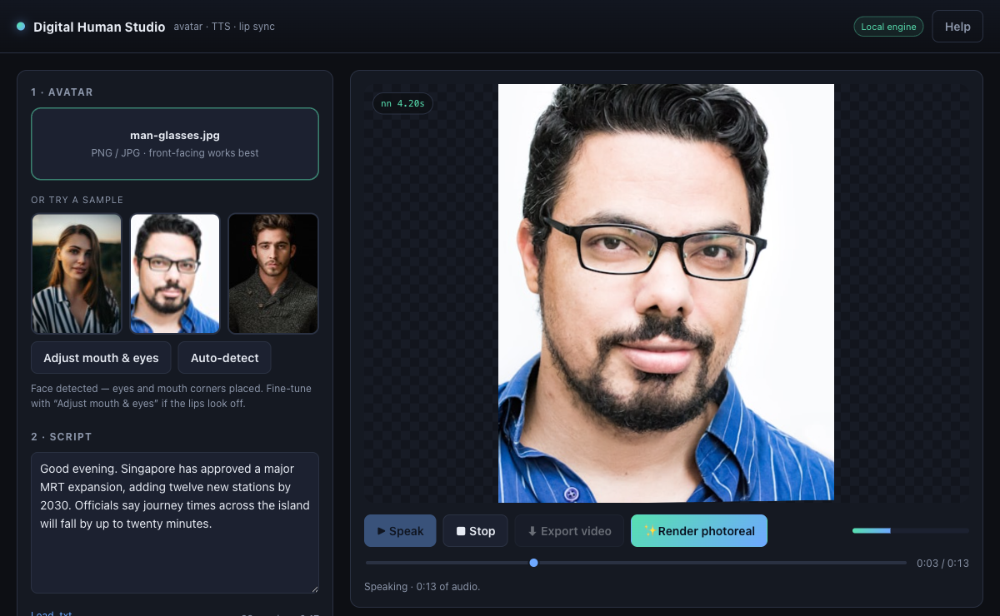 Digital Human Studio avatar · TTS · lip sync
Local engine
Help
1 · AVATAR
man-glasses.jpg
PNG / JPG · front-facing works best
OR TRY A SAMPLE
Adjust mouth & eyes
Auto-detect
Face detected — eyes and mouth corners placed. Fine-tune
with “Adjust mouth & eyes” if the lips look off.
2 · SCRIPT
Good evening. Singapore has approved a major
MRT expansion, adding twelve new stations by
2030. Officials say journey times across the island
will fall by up to twenty minutes.
nn 4.20s
Speak
Stop
Export video
Render photoreal
0:03 / 0:13
Speaking · 0:13 of audio.